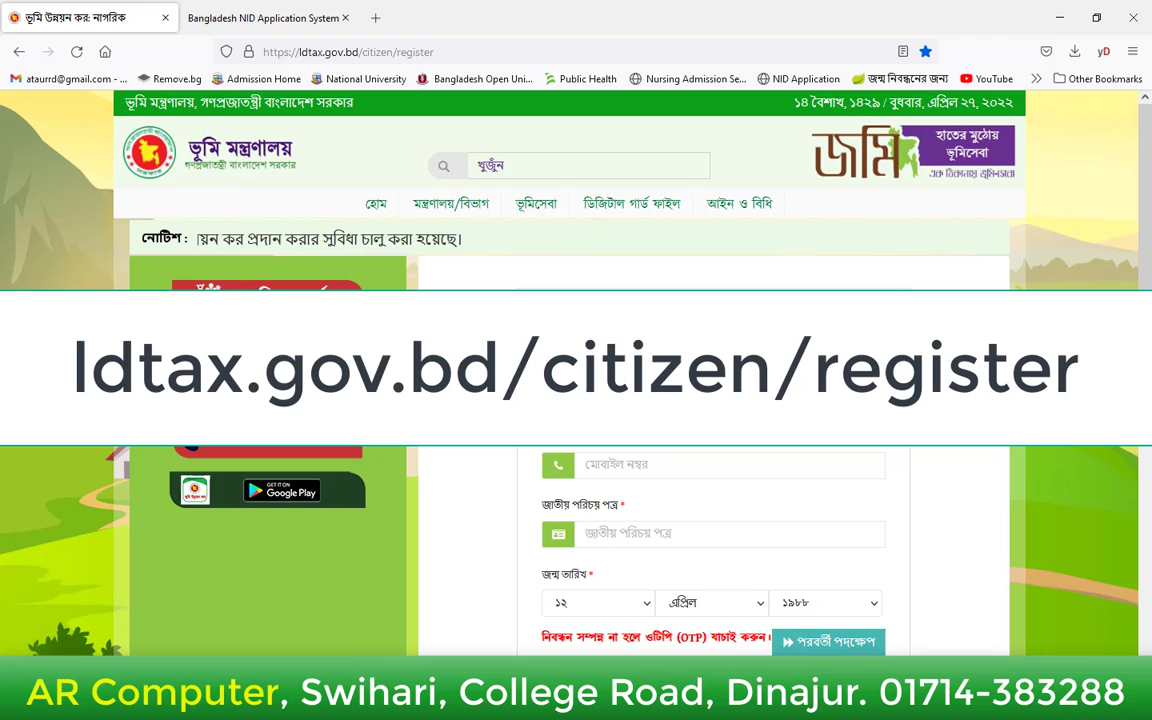 ভূমি উন্নয়ন কর: নাগরিক
Bangladesh NID Application System
https://ldtax.gov.bd/citizen/register
ataurrd@gmail.com - ...
Remove.bg
Admission Home
National University
Bangladesh Open Uni...
Public Health
Nursing Admission Se...
NID Application
জন্ম নিবন্ধনের জন্য
YouTube
Other Bookmarks
ভূমি মন্ত্রণালয়, গণপ্রজাতন্ত্রী বাংলাদেশ সরকার
১৪ বৈশাখ, ১৪২৯ / বুধবার, এপ্রিল ২৭, ২০২২
ভূমি মন্ত্রণালয়
গণপ্রজাতন্ত্রী বাংলাদেশ সরকার
খুজুঁন
জমি
হাতের মুঠোয়
ভূমিসেবা
এক ঠিকানায় ভূমিসেবা
হোম
মন্ত্রণালয়/বিভাগ
ভূমিসেবা
ডিজিটাল গার্ড ফাইল
আইন ও বিধি
নোটিশ :
য়ন কর প্রদান করার সুবিধা চালু করা হয়েছে।
ldtax.gov.bd/citizen/register
GET IT ON
Google Play
মোবাইল নম্বর
জাতীয় পরিচয় পত্র *
জাতীয় পরিচয় পত্র
জন্ম তারিখ *
১২
এপ্রিল
১৯৮৮
নিবন্ধন সম্পন্ন না হলে ওটিপি (OTP) যাচাই করুন।
পরবর্তী পদক্ষেপ
AR Computer, Swihari, College Road, Dinajur. 01714-383288